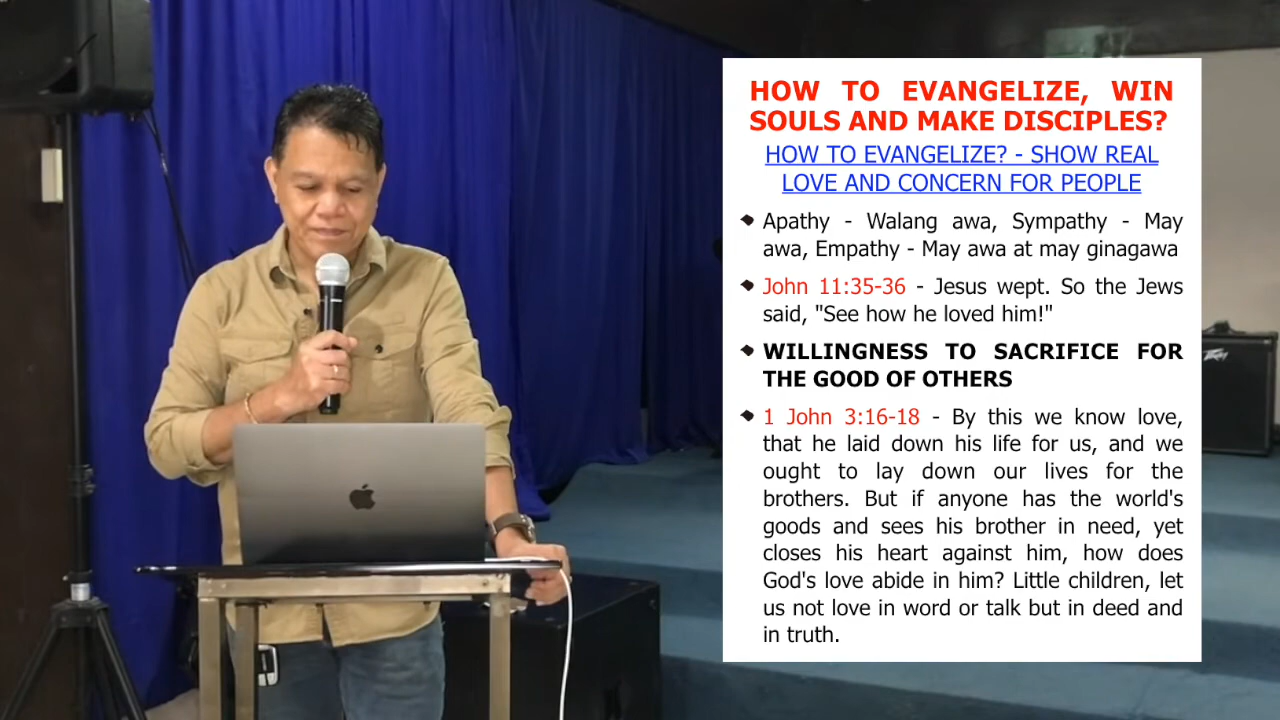 HOW TO EVANGELIZE, WIN
SOULS AND MAKE DISCIPLES?
HOW TO EVANGELIZE? - SHOW REAL
LOVE AND CONCERN FOR PEOPLE
Apathy - Walang awa, Sympathy - May
awa, Empathy - May awa at may ginagawa
John 11:35-36 - Jesus wept. So the Jews
said, "See how he loved him!"
WILLINGNESS TO SACRIFICE FOR
THE GOOD OF OTHERS
1 John 3:16-18 - By this we know love,
that he laid down his life for us, and we
ought to lay down our lives for the
brothers. But if anyone has the world's
goods and sees his brother in need, yet
closes his heart against him, how does
God's love abide in him? Little children, let
us not love in word or talk but in deed and
in truth.
PEAVEY